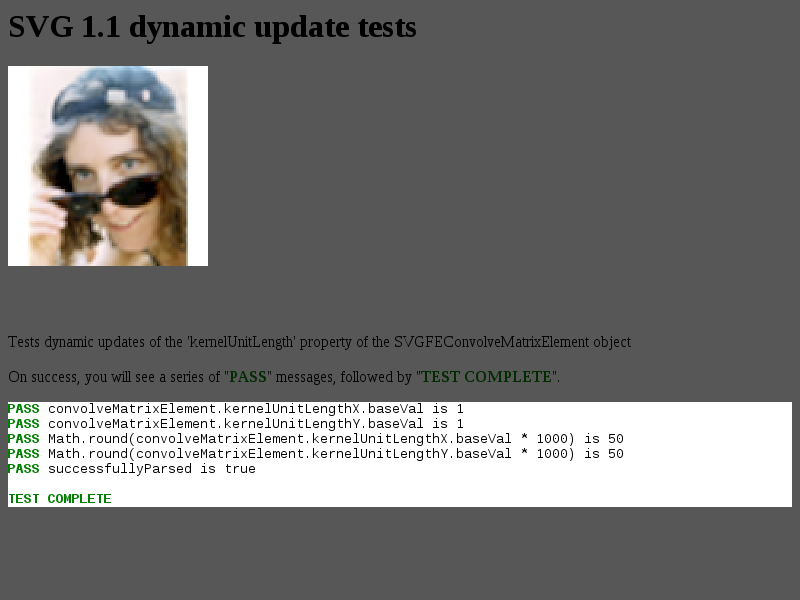 SVG 1.1 dynamic update tests
Tests dynamic updates of the 'kernelUnitLength' property of the SVGFEConvolveMatrixElement object
On success, you will see a series of "PASS" messages, followed by "TEST COMPLETE".
PASS convolveMatrixElement.kernelUnitLengthX.baseVal is 1
PASS convolveMatrixElement.kernelUnitLengthY.baseVal is 1
PASS Math.round(convolveMatrixElement.kernelUnitLengthX.baseVal * 1000) is 50
PASS Math.round(convolveMatrixElement.kernelUnitLengthY.baseVal * 1000) is 50
PASS successfullyParsed is true
TEST COMPLETE